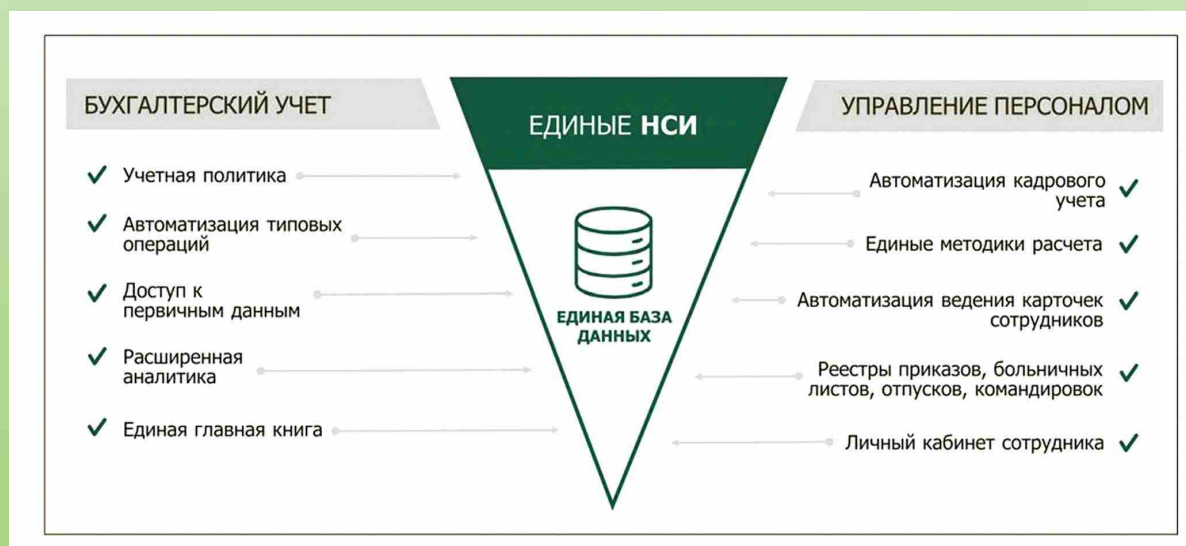 БУХГАЛТЕРСКИЙ УЧЕТ
Учетная политика
Автоматизация типовых
операций
Доступ к
первичным данным
Расширенная
аналитика
Единая главная книга
ЕДИНЫЕ НСИ
ЕДИНАЯ БАЗА
ДАННЫХ
УПРАВЛЕНИЕ ПЕРСОНАЛОМ
Автоматизация кадрового
учета
Единые методики расчета
Автоматизация ведения карточек
сотрудников
Реестры приказов, больничных
листов, отпусков, командировок
Личный кабинет сотрудника